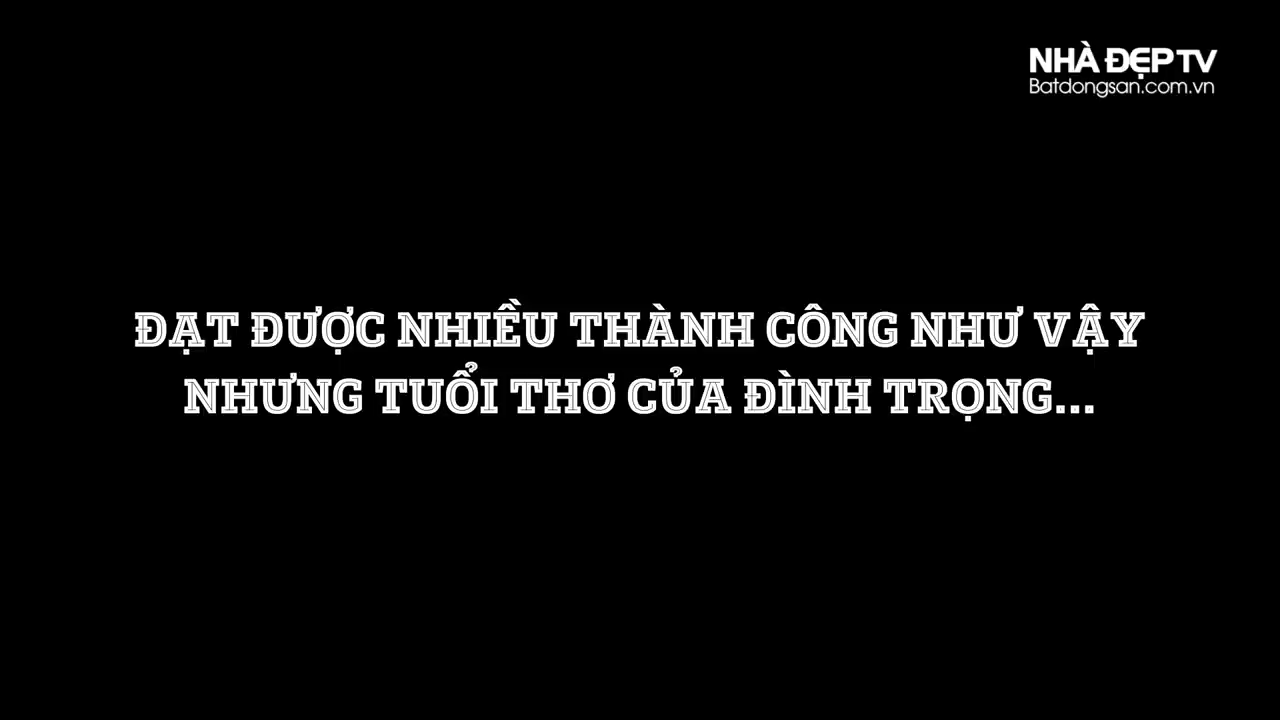 NHÀ ĐẸP TV
Batdongsan.com.vn
ĐẠT ĐƯỢC NHIỀU THÀNH CÔNG NHƯ VẬY
NHƯNG TUỔI THƠ CỦA ĐÌNH TRỌNG...